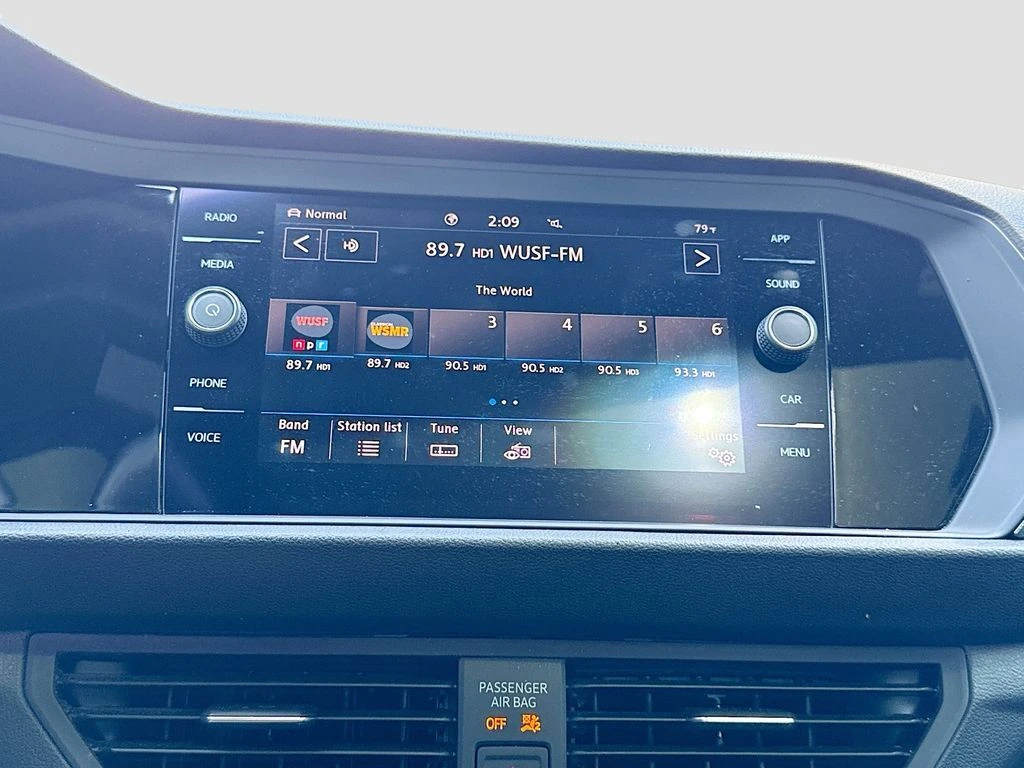 RADIO
MEDIA
PHONE
VOICE
Normal
2:09
79°F
HD
89.7 HD1 WUSF-FM
The World
WUSF
npr
CLASSICAL
WSMR
3
4
5
6
89.7 HD1
89.7 HD2
90.5 HD1
90.5 HD2
90.5 HD3
93.3 HD1
Band
FM
Station list
Tune
View
Settings
APP
SOUND
CAR
MENU
PASSENGER
AIR BAG
OFF